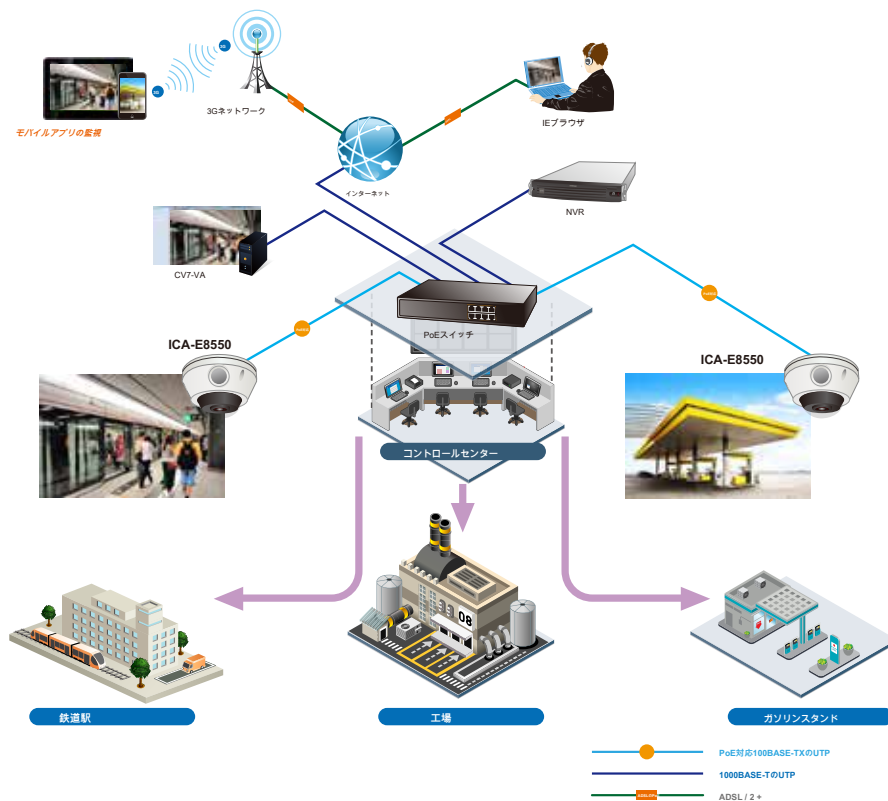 3G
3G
3Gネットワーク
IEブラウザ
モバイルアプリの監視
インターネット
NVR
CV7-VA
PoEスイッチ
ICA-E8550
ICA-E8550
コントロールセンター
08
鉄道駅
工場
ガソリンスタンド
PoE対応100BASE-TXのUTP
1000BASE-TのUTP
ADSL / 2 +